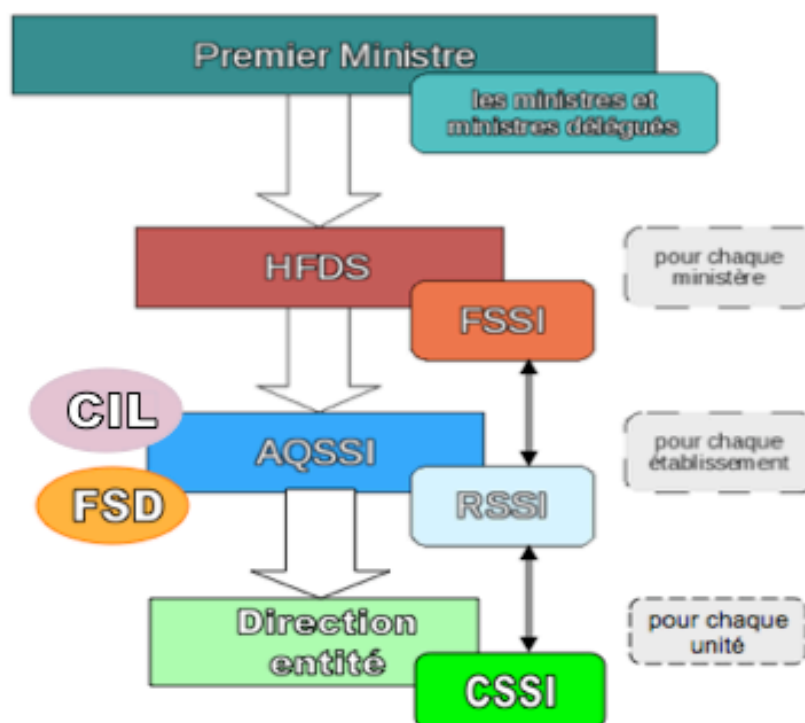 Premier Ministre
les ministres et
ministres délégués
HFDS
FSSI
pour chaque
ministère
CIL
AQSSI
FSD
RSSI
pour chaque
établissement
Direction
entité
CSSI
pour chaque
unité